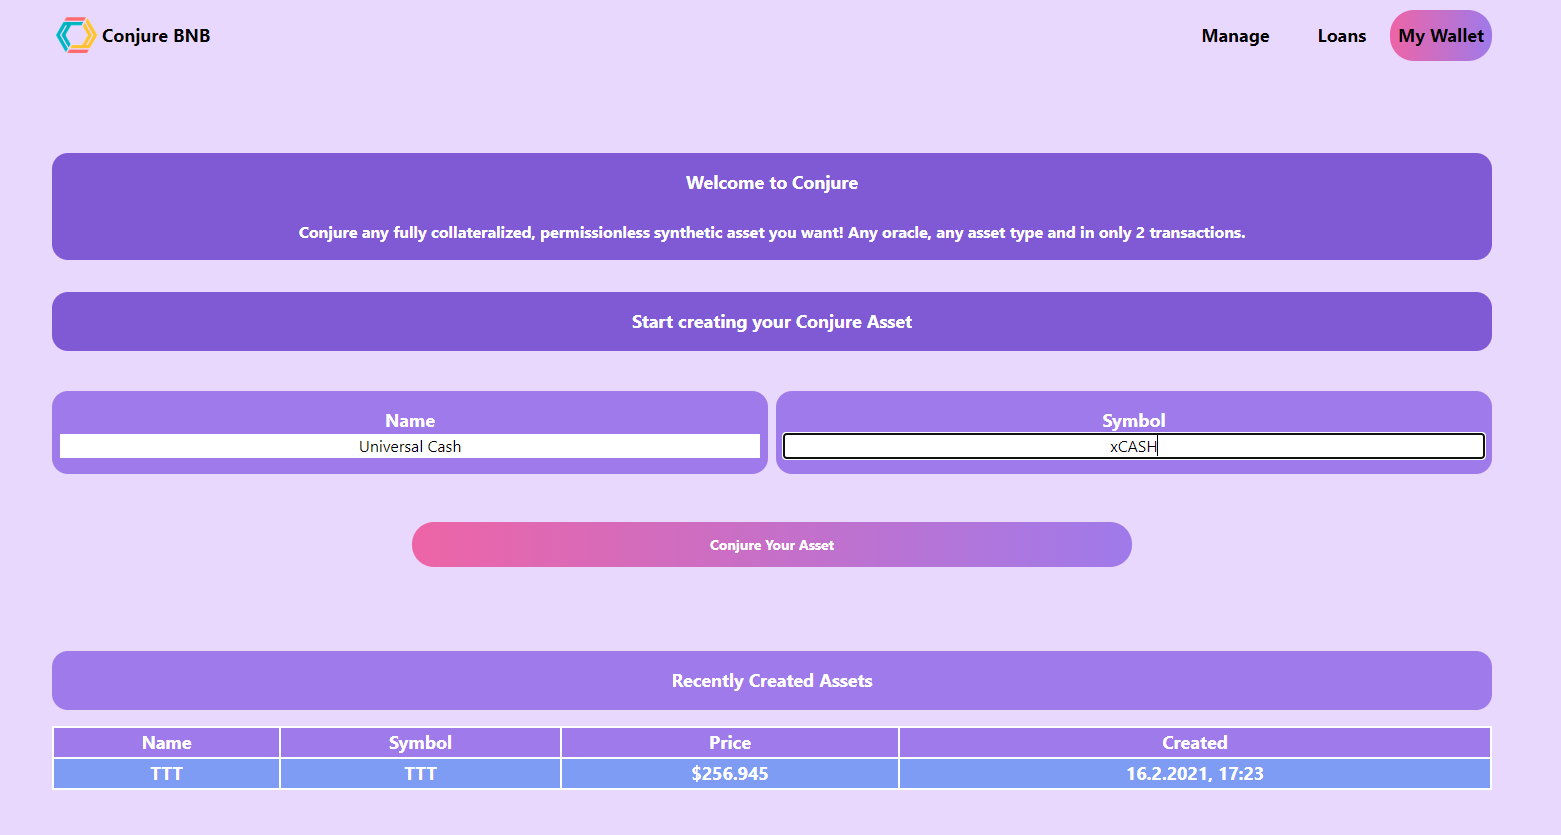 Conjure BNB
Manage
Loans
My Wallet
Welcome to Conjure
Conjure any fully collateralized, permissionless synthetic asset you want! Any oracle, any asset type and in only 2 transactions.
Start creating your Conjure Asset
Name
Universal Cash
Symbol
xCASH
Conjure Your Asset
Recently Created Assets
Name Symbol Price Created
TTT TTT $256.945 16.2.2021, 17:23